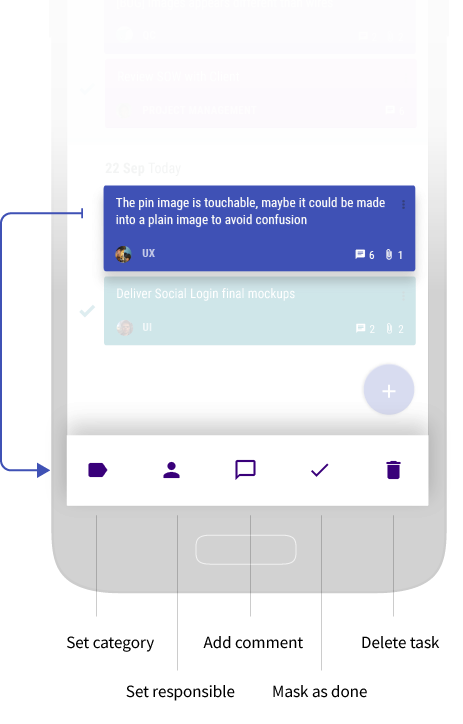 22 Sep Today
The pin image is touchable, maybe it could be made
into a plain image to avoid confusion
UX
6
1
Deliver Social Login final mockups
UI
2
2
Set category
Add comment
Delete task
Set responsible
Mask as done